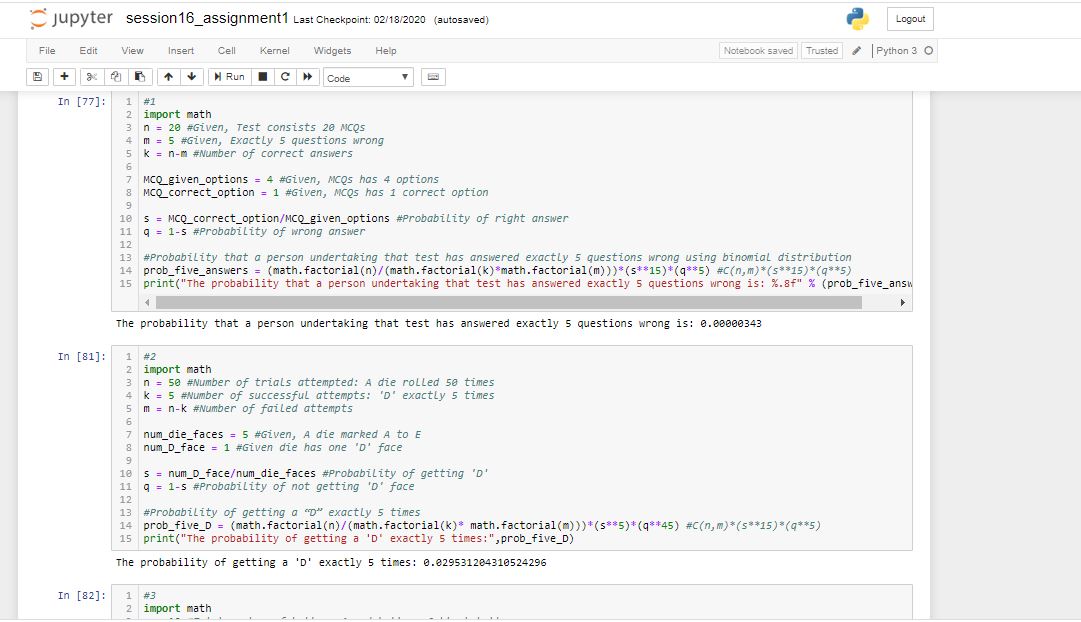 jupyter session16_assignment1 Last Checkpoint: 02/18/2020 (autosaved)
Logout
File Edit View Insert Cell Kernel Widgets Help
Notebook saved Trusted Python 3
Run Code
In [77]:
1 #1
2 import math
3 n = 20 #Given, Test consists 20 MCQs
4 m = 5 #Given, Exactly 5 questions wrong
5 k = n-m #Number of correct answers
6
7 MCQ_given_options = 4 #Given, MCQs has 4 options
8 MCQ_correct_option = 1 #Given, MCQs has 1 correct option
9
10 s = MCQ_correct_option/MCQ_given_options #Probability of right answer
11 q = 1-s #Probability of wrong answer
12
13 #Probability that a person undertaking that test has answered exactly 5 questions wrong using binomial distribution
14 prob_five_answers = (math.factorial(n)/(math.factorial(k)*math.factorial(m)))*(s**15)*(q**5) #C(n,m)*(s**15)*(q**5)
15 print("The probability that a person undertaking that test has answered exactly 5 questions wrong is: %.8f" % (prob_five_answ
The probability that a person undertaking that test has answered exactly 5 questions wrong is: 0.00000343
In [81]:
1 #2
2 import math
3 n = 50 #Number of trials attempted: A die rolled 50 times
4 k = 5 #Number of successful attempts: 'D' exactly 5 times
5 m = n-k #Number of failed attempts
6
7 num_die_faces = 5 #Given, A die marked A to E
8 num_D_face = 1 #Given die has one 'D' face
9
10 s = num_D_face/num_die_faces #Probability of getting 'D'
11 q = 1-s #Probability of not getting 'D' face
12
13 #Probability of getting a “D” exactly 5 times
14 prob_five_D = (math.factorial(n)/(math.factorial(k)* math.factorial(m)))*(s**5)*(q**45) #C(n,m)*(s**15)*(q**5)
15 print("The probability of getting a 'D' exactly 5 times:",prob_five_D)
The probability of getting a 'D' exactly 5 times: 0.029531204310524296
In [82]:
1 #3
2 import math